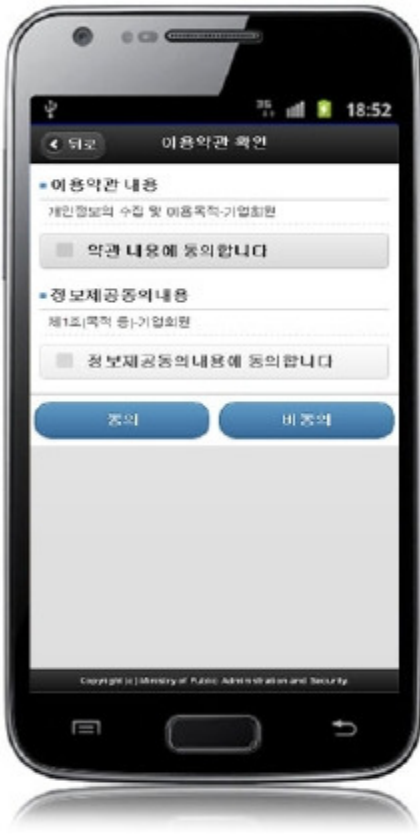 3G 18:52
뒤로 이용약관 확인
이용약관 내용
개인정보의 수집 및 이용목적-기업회원
약관 내용에 동의합니다
정보제공동의내용
제1조(목적 등)-기업회원
정보제공동의내용에 동의합니다
동의 비동의
Copyright (c) Ministry of Public Administration and Security.